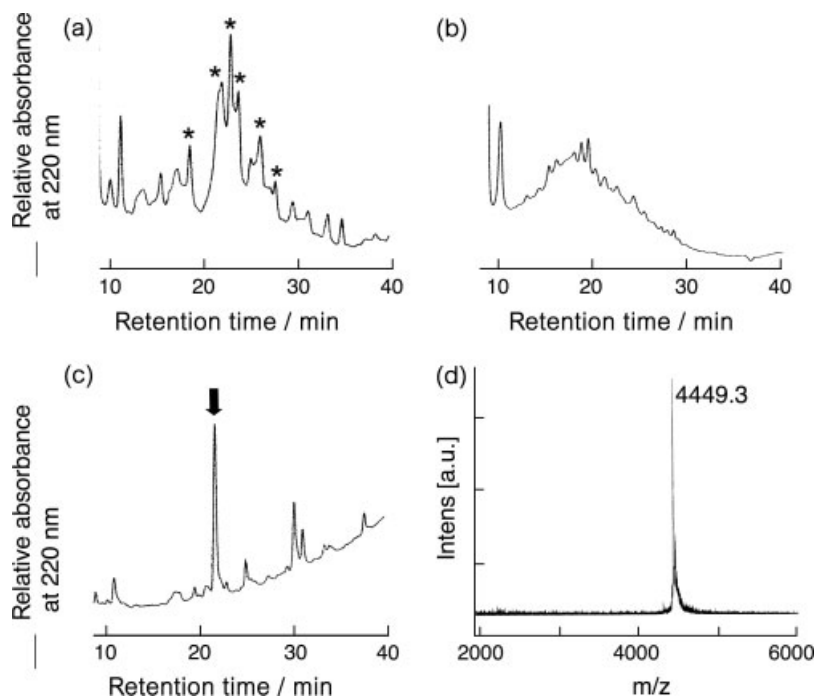 (a)
Relative absorbance
at 220 nm
* * * * * *
10 20 30 40
Retention time / min
(b)
10 20 30 40
Retention time / min
(c)
Relative absorbance
at 220 nm
10 20 30 40
Retention time / min
(d)
4449.3
Intens [a.u.]
2000 4000 6000
m/z